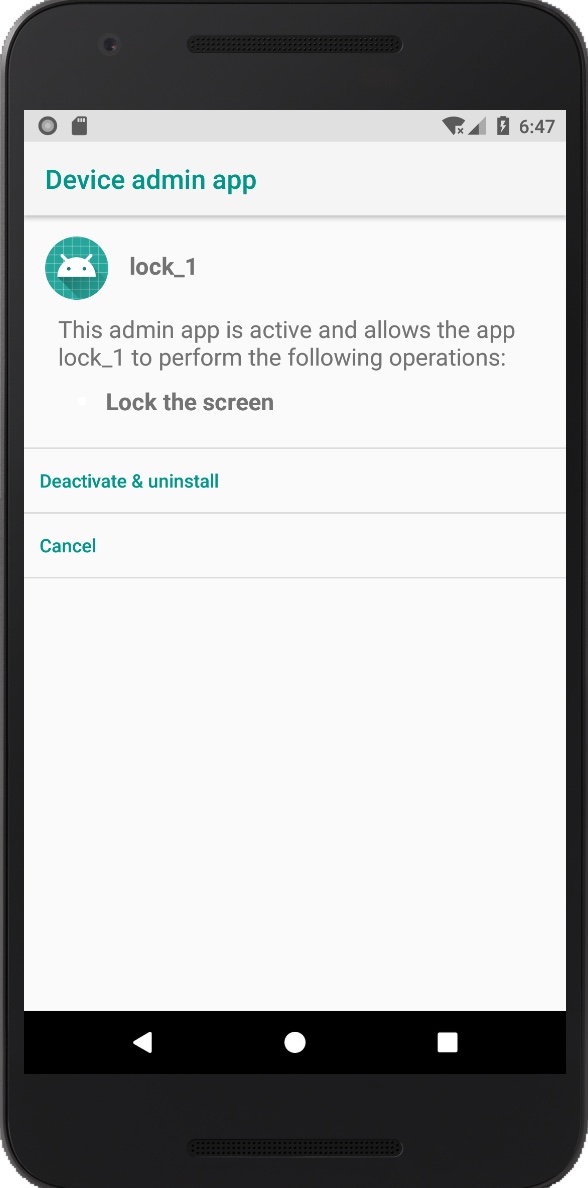 6:47
Device admin app
lock_1
This admin app is active and allows the app
lock_1 to perform the following operations:
Lock the screen
Deactivate & uninstall
Cancel